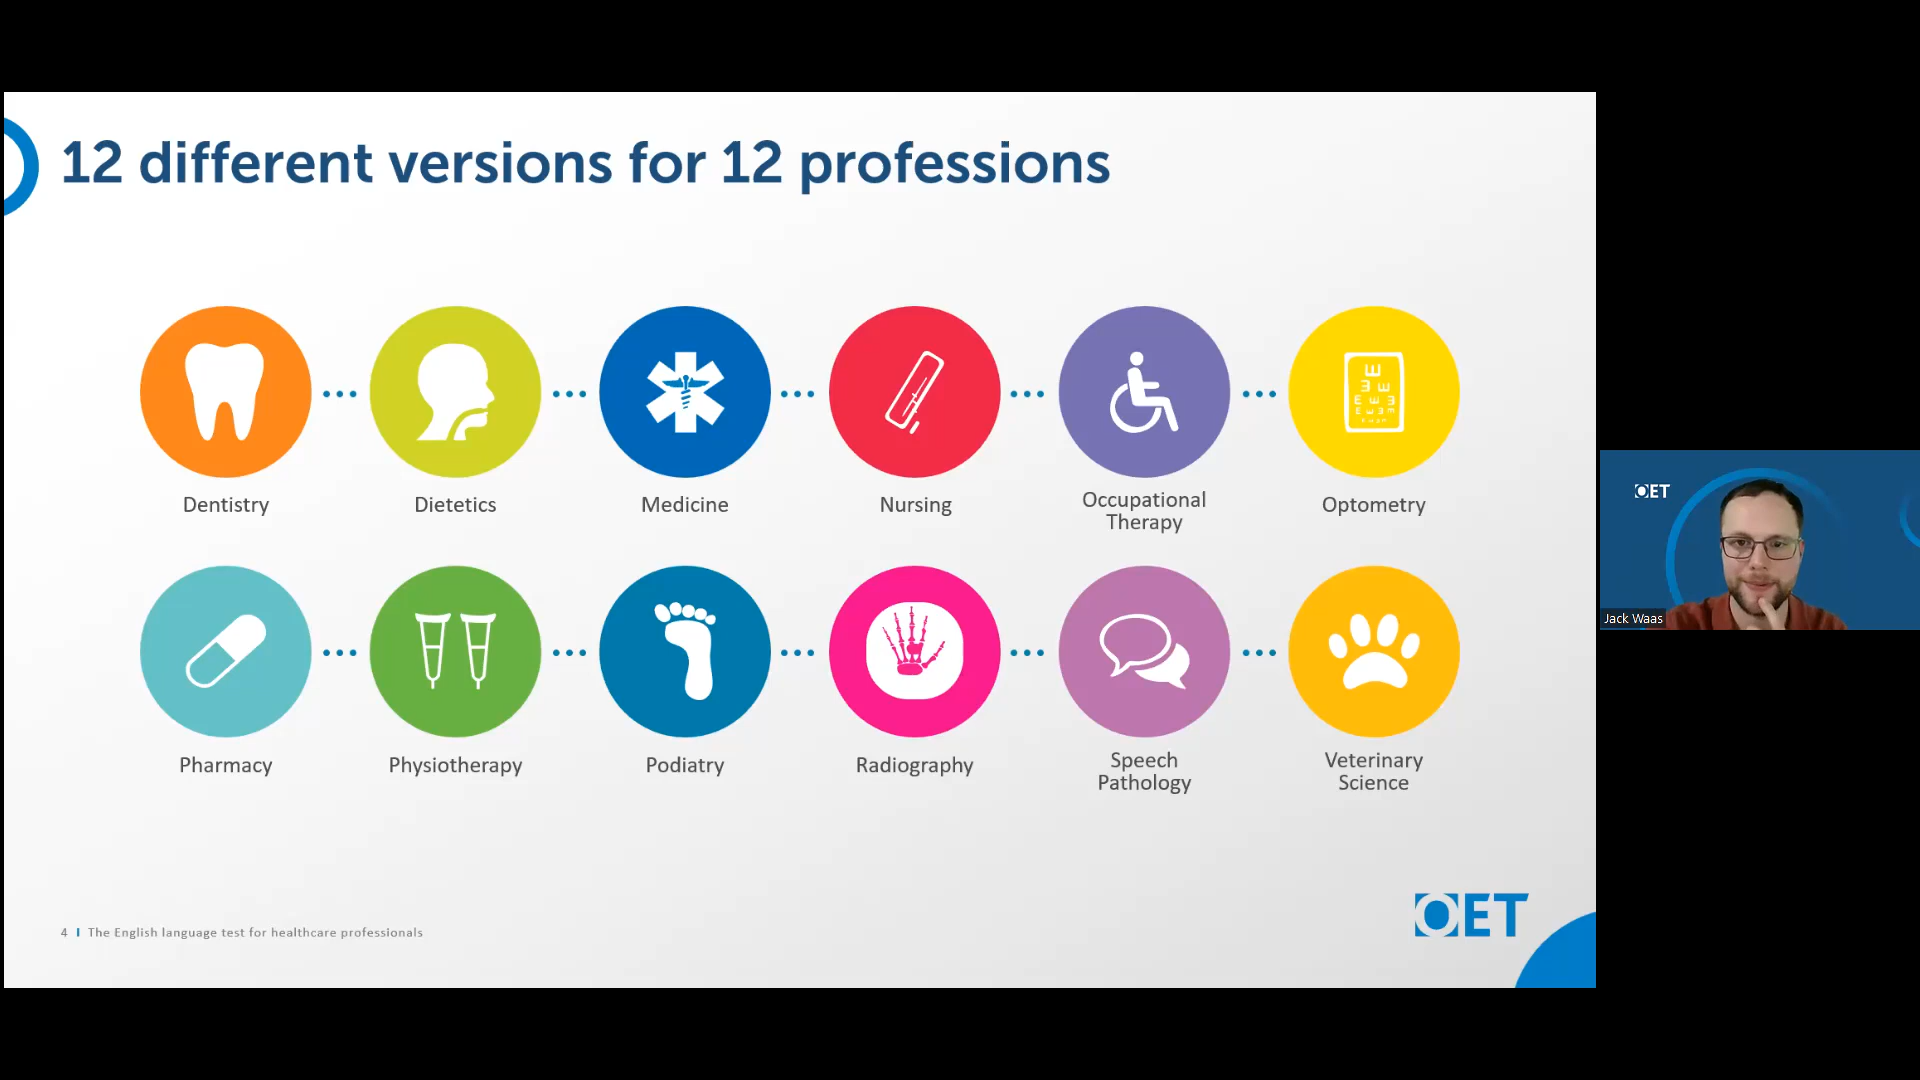 12 different versions for 12 professions
Dentistry
Dietetics
Medicine
Nursing
Occupational
Therapy
Optometry
Pharmacy
Physiotherapy
Podiatry
Radiography
Speech
Pathology
Veterinary
Science
4 The English language test for healthcare professionals
OET
OET
Jack Waas